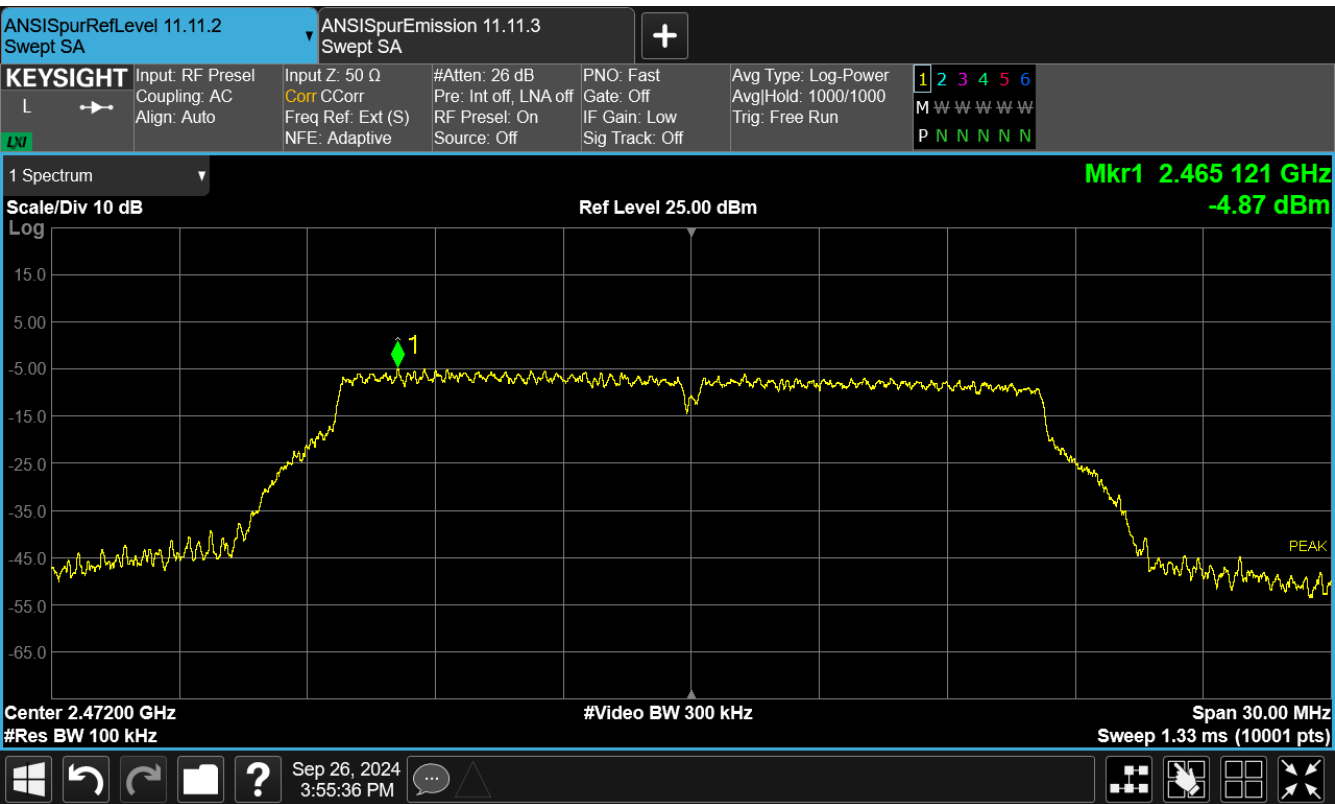 ANSISpurRefLevel 11.11.2
Swept SA
ANSISpurEmission 11.11.3
Swept SA
KEYSIGHT
L
LXI
Input: RF Presel
Coupling: AC
Align: Auto
Input Z: 50 Ω
Corr CCorr
Freq Ref: Ext (S)
NFE: Adaptive
#Atten: 26 dB
Pre: Int off, LNA off
RF Presel: On
Source: Off
PNO: Fast
Gate: Off
IF Gain: Low
Sig Track: Off
Avg Type: Log-Power
Avg|Hold: 1000/1000
Trig: Free Run
1 2 3 4 5 6
M W W W W W
P N N N N N
1 Spectrum
Scale/Div 10 dB
Log
Ref Level 25.00 dBm
Mkr1 2.465 121 GHz
-4.87 dBm
15.0
5.00
-5.00
-15.0
-25.0
-35.0
-45.0
-55.0
-65.0
1
PEAK
Center 2.47200 GHz
#Video BW 300 kHz
Span 30.00 MHz
#Res BW 100 kHz
Sweep 1.33 ms (10001 pts)
?
Sep 26, 2024
3:55:36 PM